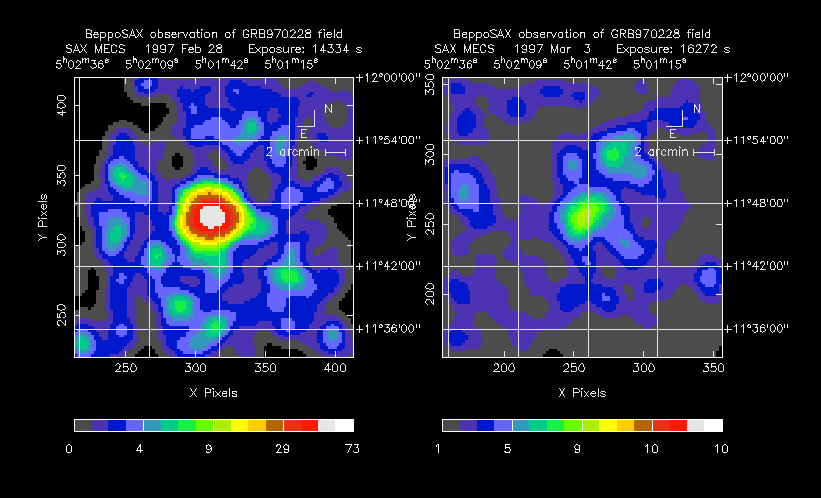 BeppoSAX observation of GRB970228 field
SAX MECS 1997 Feb 28 Exposure: 14334 s
5h02m36s 5h02m09s 5h01m42s 5h01m15s
+12°00'00"
+11°54'00"
+11°48'00"
+11°42'00"
+11°36'00"
N
E
2 arcmin
400
350
300
250
Y Pixels
250 300 350 400
X Pixels
0 4 9 29 73
BeppoSAX observation of GRB970228 field
SAX MECS 1997 Mar 3 Exposure: 16272 s
5h02m36s 5h02m09s 5h01m42s 5h01m15s
+12°00'00"
+11°54'00"
+11°48'00"
+11°42'00"
+11°36'00"
N
E
2 arcmin
350
300
250
200
Y Pixels
200 250 300 350
X Pixels
1 5 9 10 10